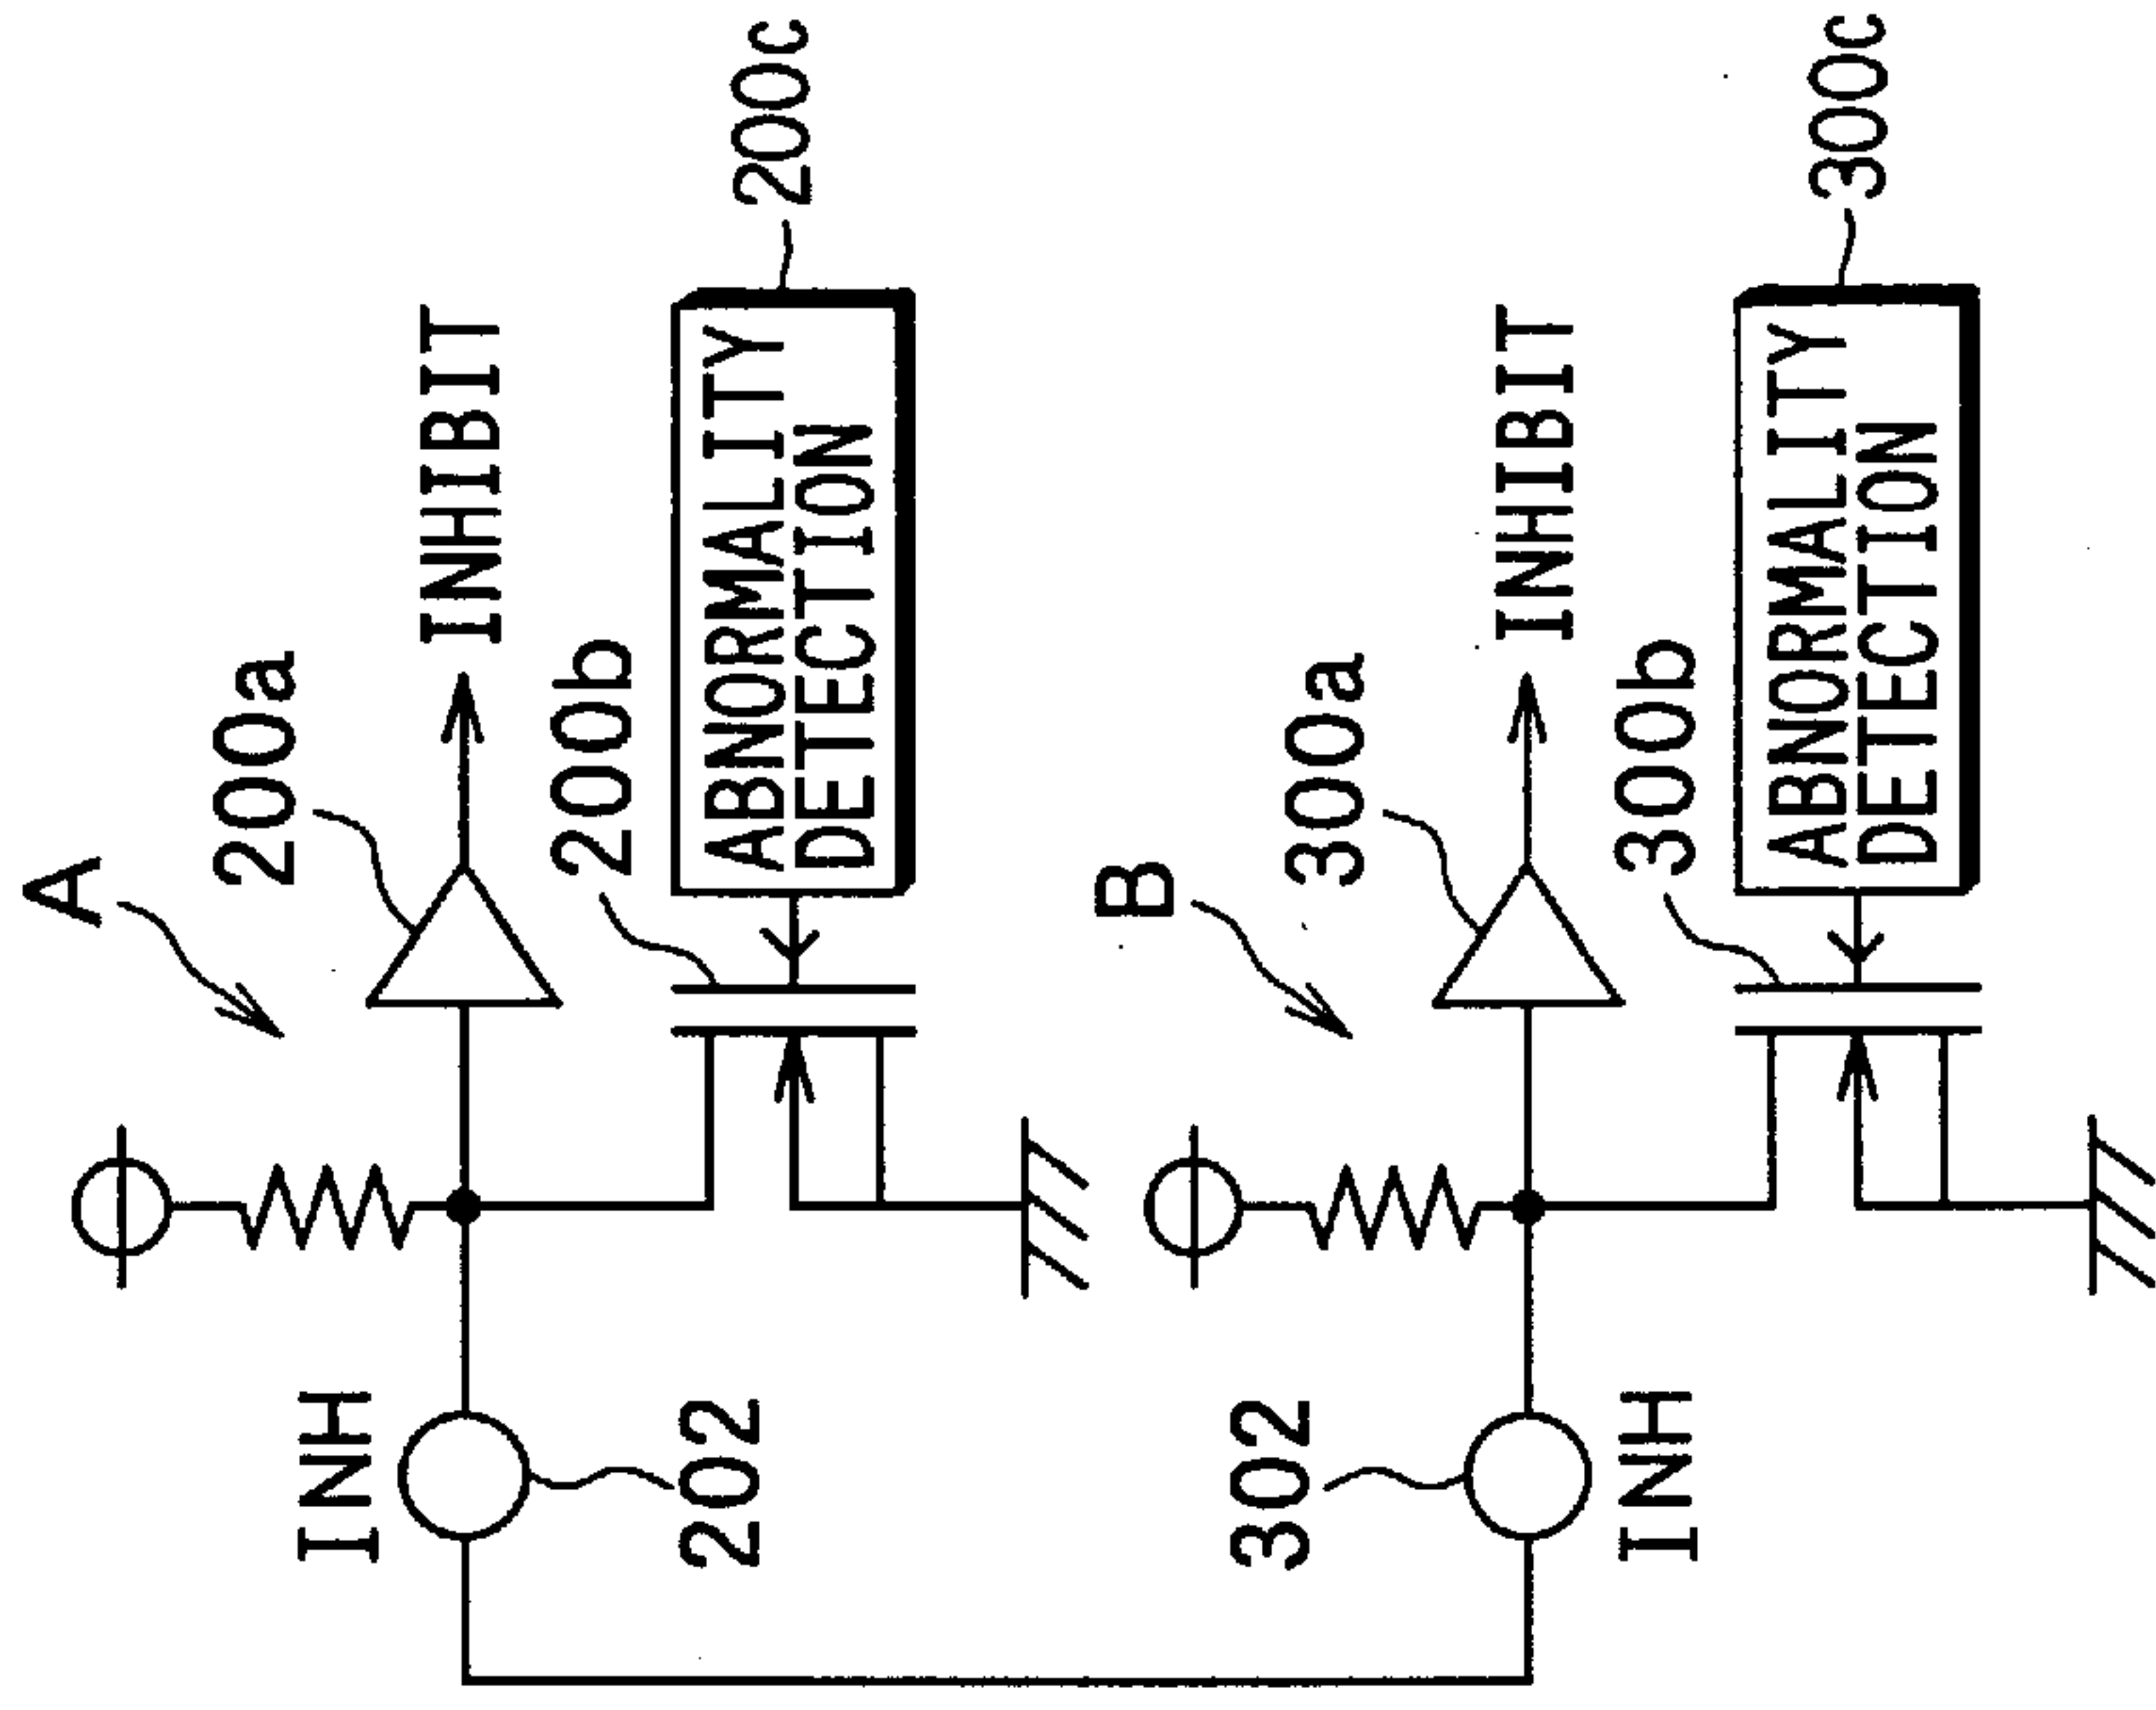 A
200a
INH
INHIBIT
202
200b
ABNORMALITY
DETECTION
200c
B
300a
302
INHIBIT
INH
300b
ABNORMALITY
DETECTION
300c